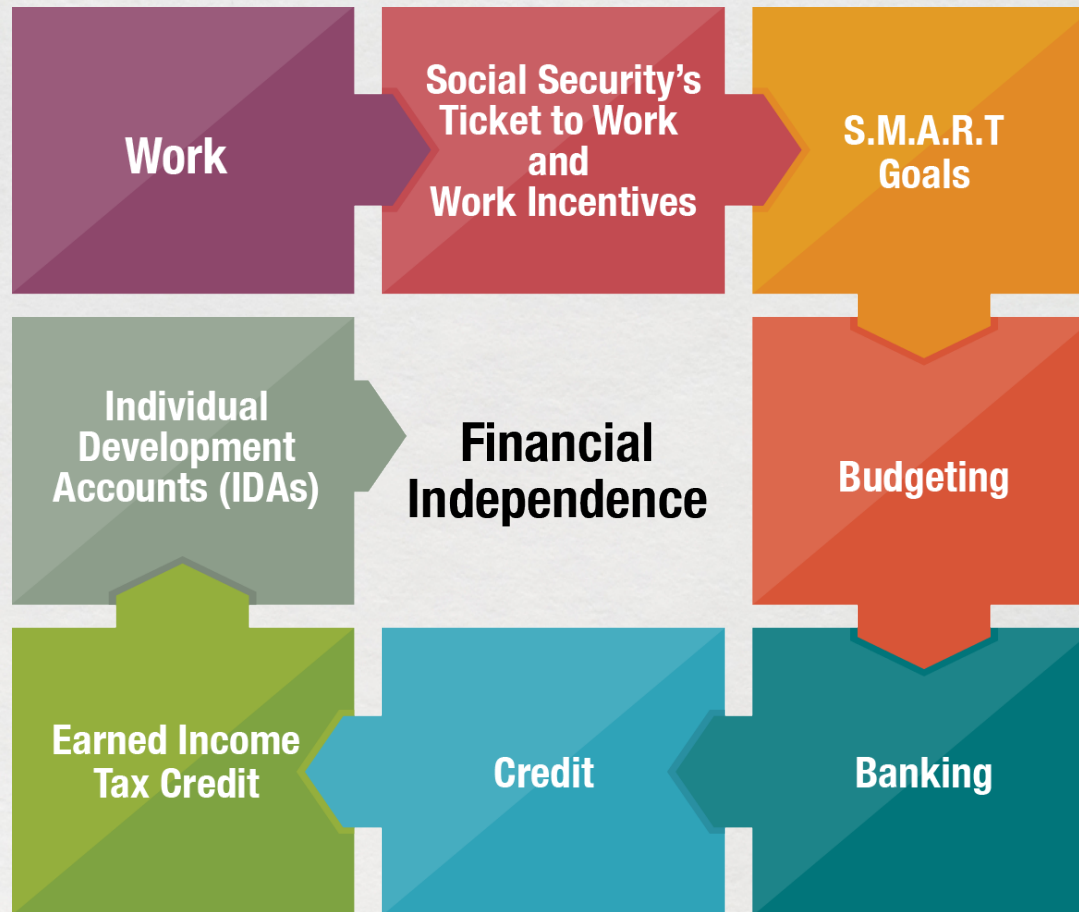 Work
Social Security's
Ticket to Work
and
Work Incentives
S.M.A.R.T
Goals
Budgeting
Banking
Credit
Earned Income
Tax Credit
Individual
Development
Accounts (IDAs)
Financial
Independence